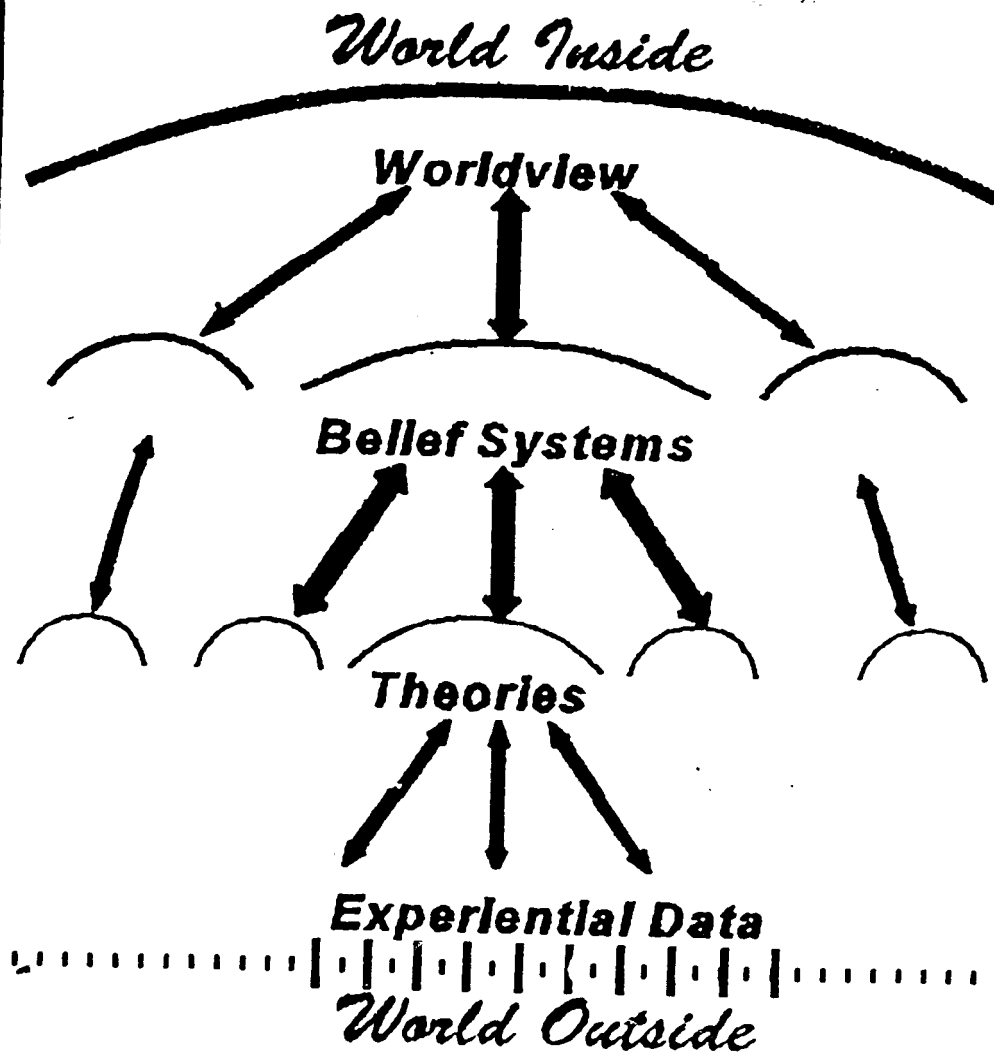 World Inside
Worldview
Belief Systems
Theories
Experiential Data
World Outside